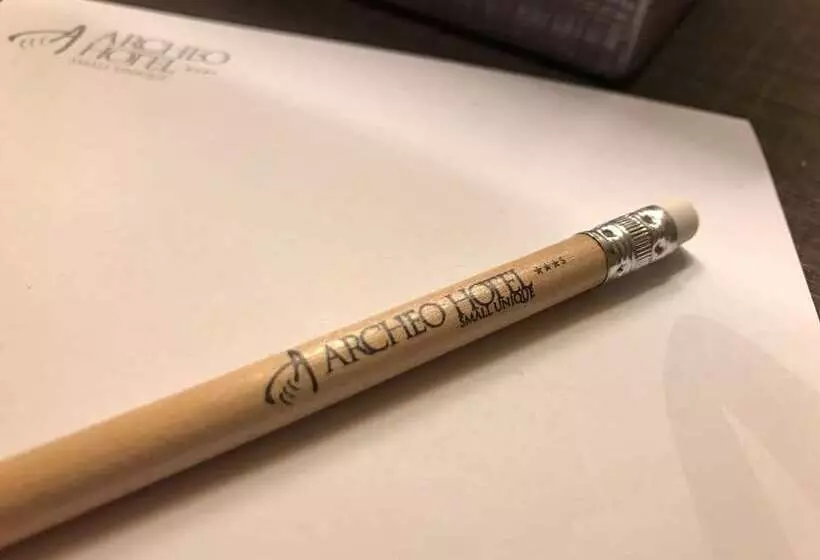 ARCHEO
HOTEL
SMALL UNIQUE
ARCHEO HOTEL ***S
SMALL UNIQUE